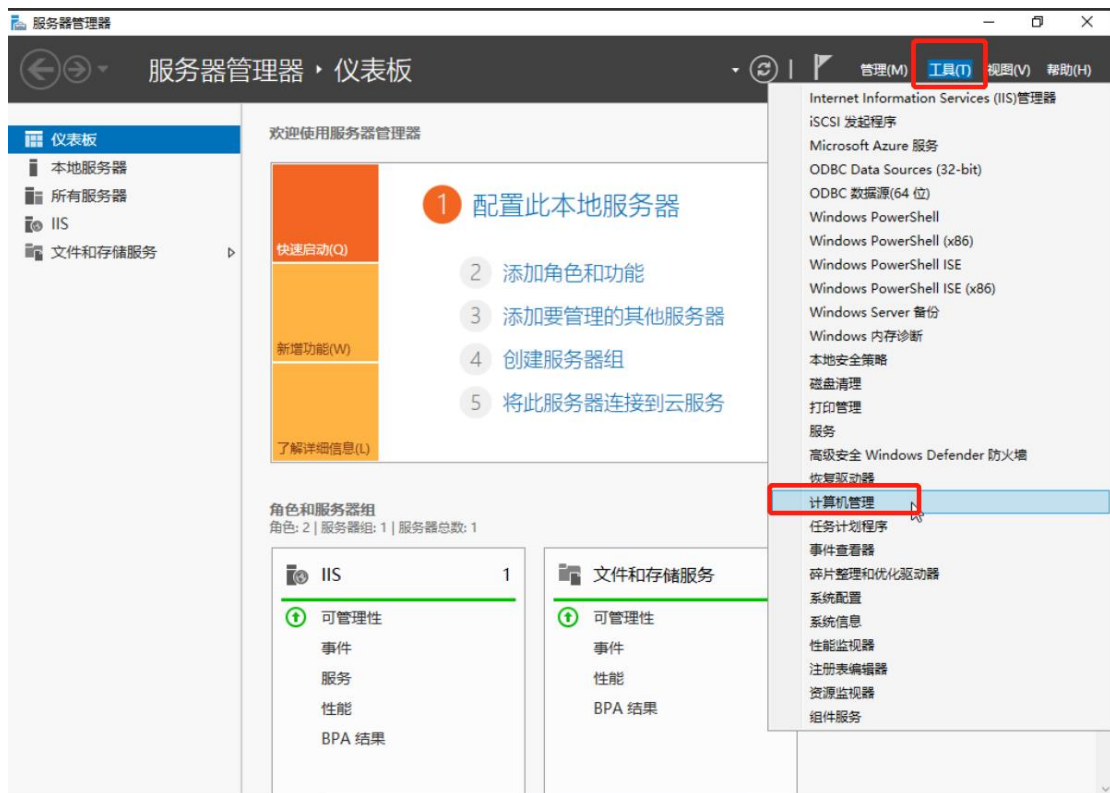 服务器管理器
服务器管理器 · 仪表板
管理(M) 工具(T) 视图(V) 帮助(H)
仪表板
本地服务器
所有服务器
IIS
文件和存储服务
欢迎使用服务器管理器
快速启动(Q)
新增功能(W)
了解详细信息(L)
1 配置此本地服务器
2 添加角色和功能
3 添加要管理的其他服务器
4 创建服务器组
5 将此服务器连接到云服务
角色和服务器组
角色: 2 | 服务器组: 1 | 服务器总数: 1
IIS 1
可管理性
事件
服务
性能
BPA 结果
文件和存储服务
可管理性
事件
性能
BPA 结果
Internet Information Services (IIS)管理器
iSCSI 发起程序
Microsoft Azure 服务
ODBC Data Sources (32-bit)
ODBC 数据源(64 位)
Windows PowerShell
Windows PowerShell (x86)
Windows PowerShell ISE
Windows PowerShell ISE (x86)
Windows Server 备份
Windows 内存诊断
本地安全策略
磁盘清理
打印管理
服务
高级安全 Windows Defender 防火墙
恢复驱动器
计算机管理
任务计划程序
事件查看器
碎片整理和优化驱动器
系统配置
系统信息
性能监视器
注册表编辑器
资源监视器
组件服务